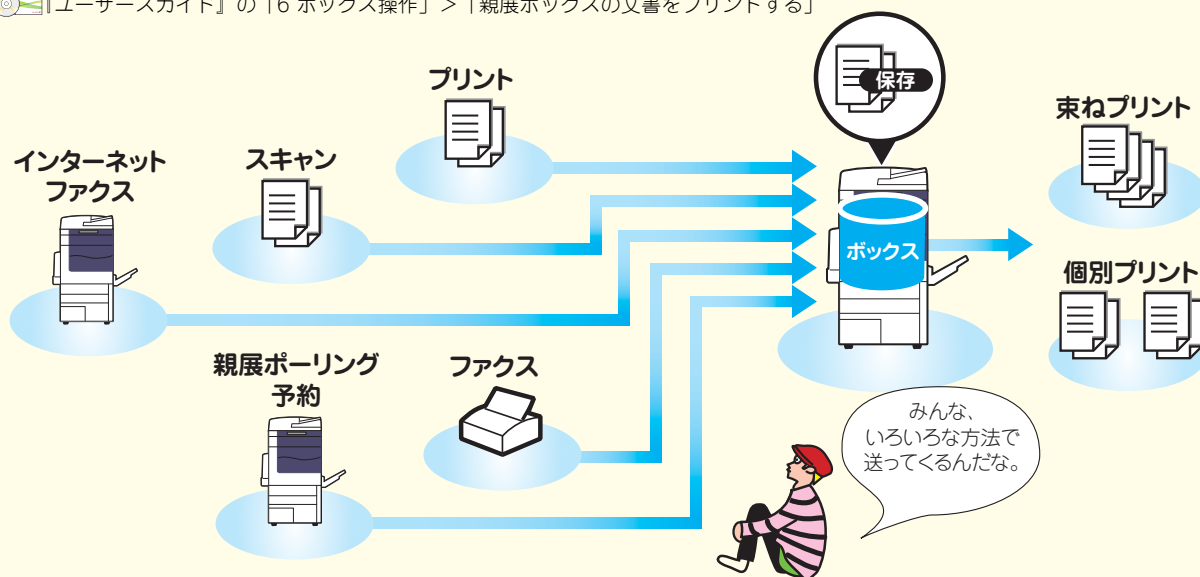 『ユーザーズガイド』の「6 ボックス操作」＞「親展ボックスの文書をプリントする」
保存
プリント
束ねプリント
インターネット
ファクス
スキャン
ボックス
個別プリント
親展ポーリング
予約
ファクス
みんな、
いろいろな方法で
送ってくるんだな。